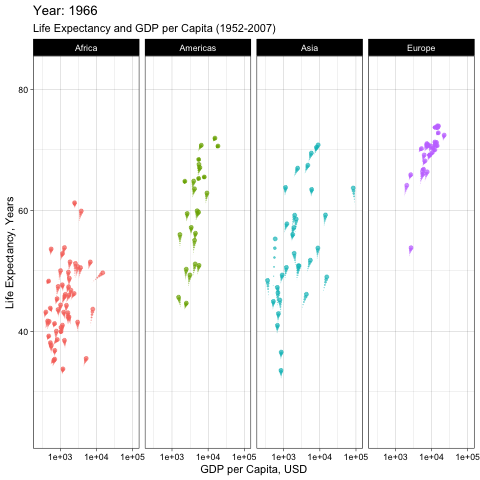 Year: 1966
Life Expectancy and GDP per Capita (1952-2007)
Africa Americas Asia Europe
80
60
40
Life Expectancy, Years
1e+03 1e+04 1e+05 1e+03 1e+04 1e+05 1e+03 1e+04 1e+05 1e+03 1e+04 1e+05
GDP per Capita, USD